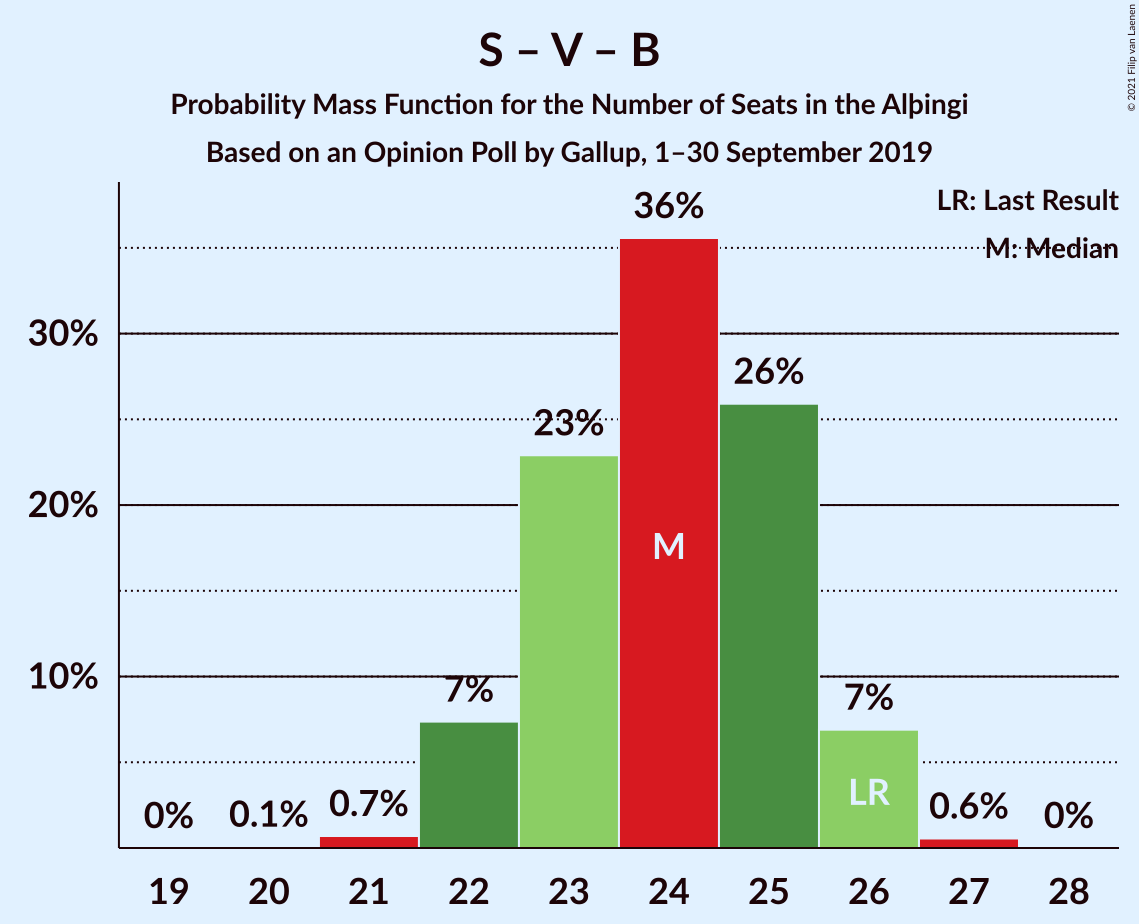 S – V – B
Probability Mass Function for the Number of Seats in the Alþingi
Based on an Opinion Poll by Gallup, 1–30 September 2019
© 2021 Filip van Laenen
LR: Last Result
M: Median
30%
20%
10%
0%
0.1%
0.7%
7%
23%
36%
26%
7%
0.6%
0%
M
LR
19 20 21 22 23 24 25 26 27 28